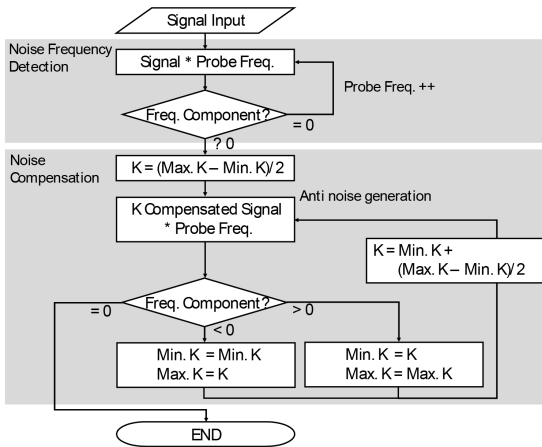 Signal Input
Noise Frequency
Detection
Signal * Probe Freq.
Probe Freq. ++
Freq. Component?
= 0
? 0
Noise
Compensation
K = (Max. K – Min. K)/2
Anti noise generation
K Compensated Signal
* Probe Freq.
K = Min. K +
(Max. K – Min. K)/2
Freq. Component?
= 0
> 0
< 0
Min. K = Min. K
Max. K = K
Min. K = K
Max. K = Max. K
END